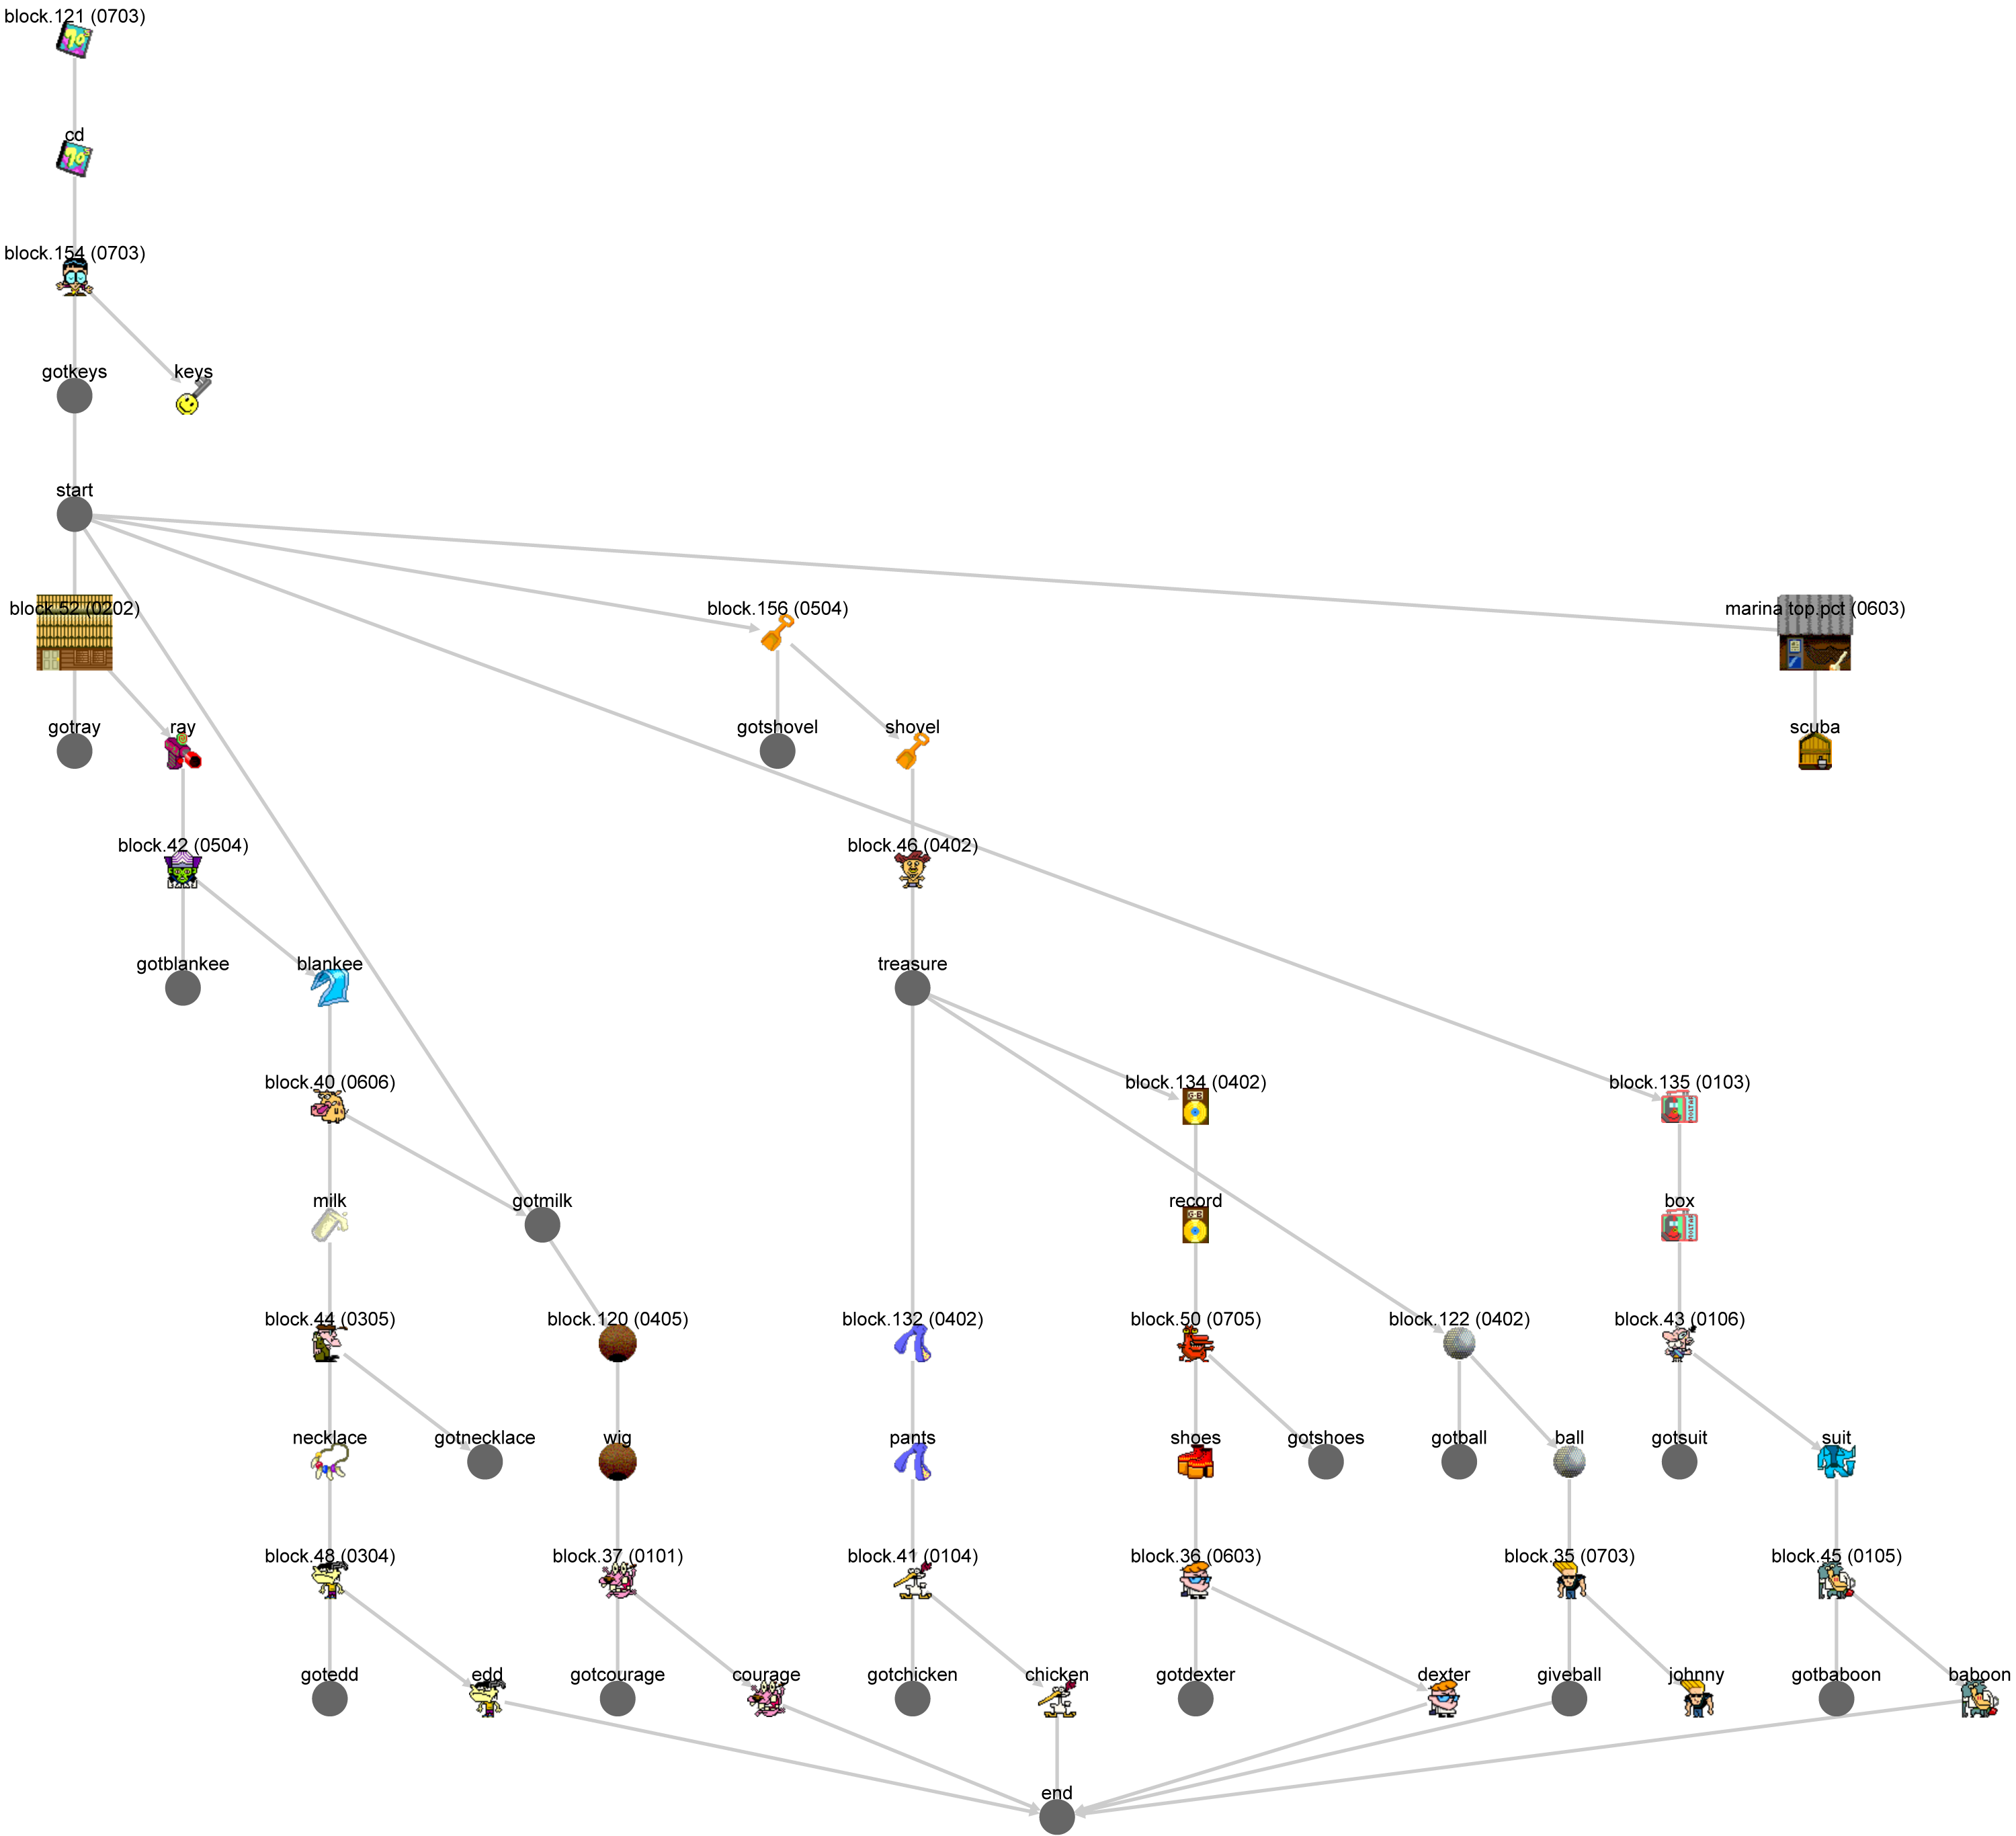 block.121 (0703)
cd
block.154 (0703)
gotkeys
keys
start
block.52 (0202)
block.156 (0504)
marina top.pct (0603)
gotray
ray
gotshovel
shovel
scuba
block.42 (0504)
block.46 (0402)
gotblankee
blankee
treasure
block.40 (0606)
block.134 (0402)
block.135 (0103)
milk
gotmilk
record
box
block.44 (0305)
block.120 (0405)
block.132 (0402)
block.50 (0705)
block.122 (0402)
block.43 (0106)
necklace
gotnecklace
wig
pants
shoes
gotshoes
gotball
ball
gotsuit
suit
block.48 (0304)
block.37 (0101)
block.41 (0104)
block.36 (0603)
block.35 (0703)
block.45 (0105)
gotedd
edd
gotcourage
courage
gotchicken
chicken
gotdexter
dexter
giveball
johnny
gotbaboon
baboon
end